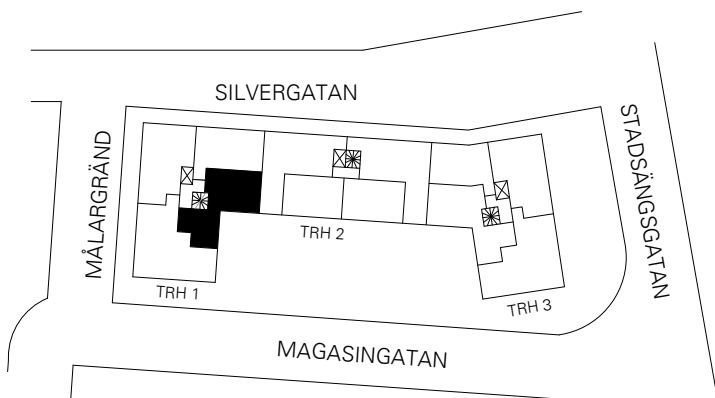 SILVERGATAN
STADSÄNGSGATAN
MÅLARGRÄND
TRH 2
TRH 1
TRH 3
MAGASINGATAN